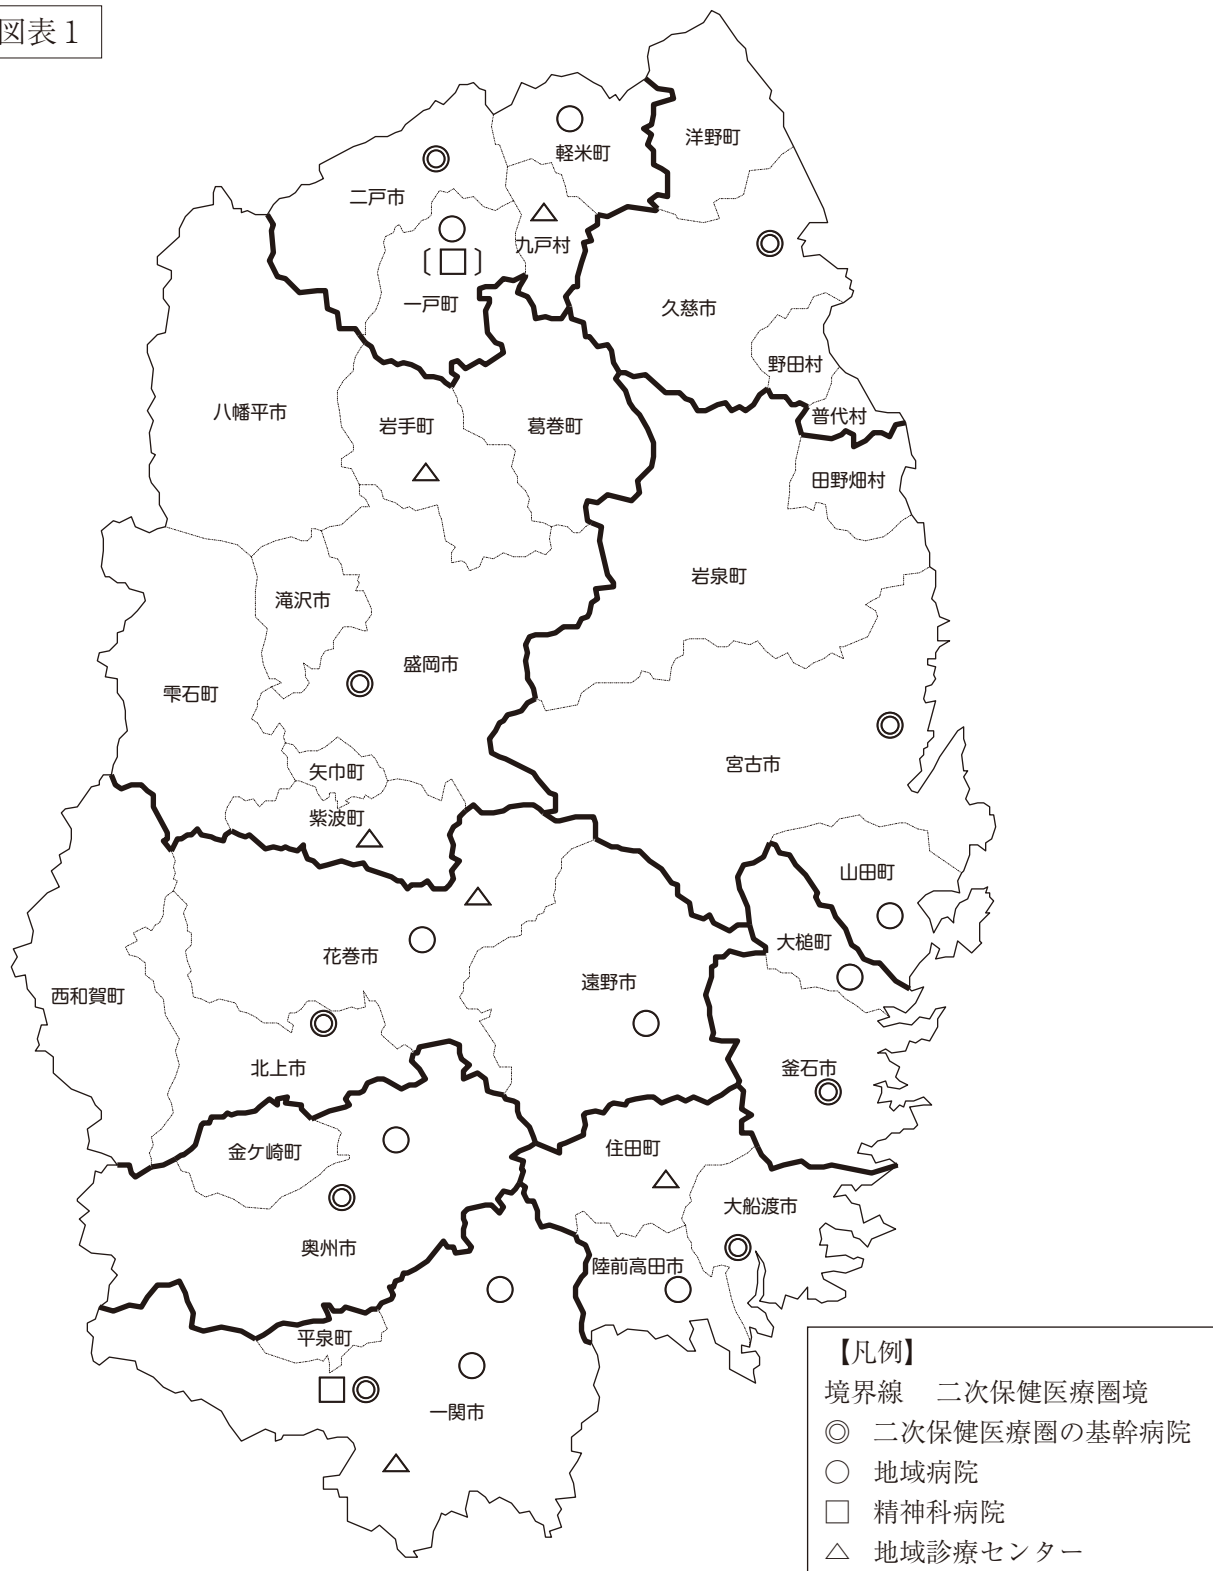 図表1
洋野町
軽米町
二戸市
九戸村
一戸町
久慈市
野田村
八幡平市
岩手町
葛巻町
普代村
田野畑村
岩泉町
滝沢市
盛岡市
雫石町
宮古市
矢巾町
紫波町
山田町
大槌町
花巻市
遠野市
西和賀町
北上市
釜石市
金ケ崎町
住田町
大船渡市
奥州市
陸前高田市
平泉町
一関市
【凡例】
境界線 二次保健医療圏境
◎ 二次保健医療圏の基幹病院
○ 地域病院
□ 精神科病院
△ 地域診療センター